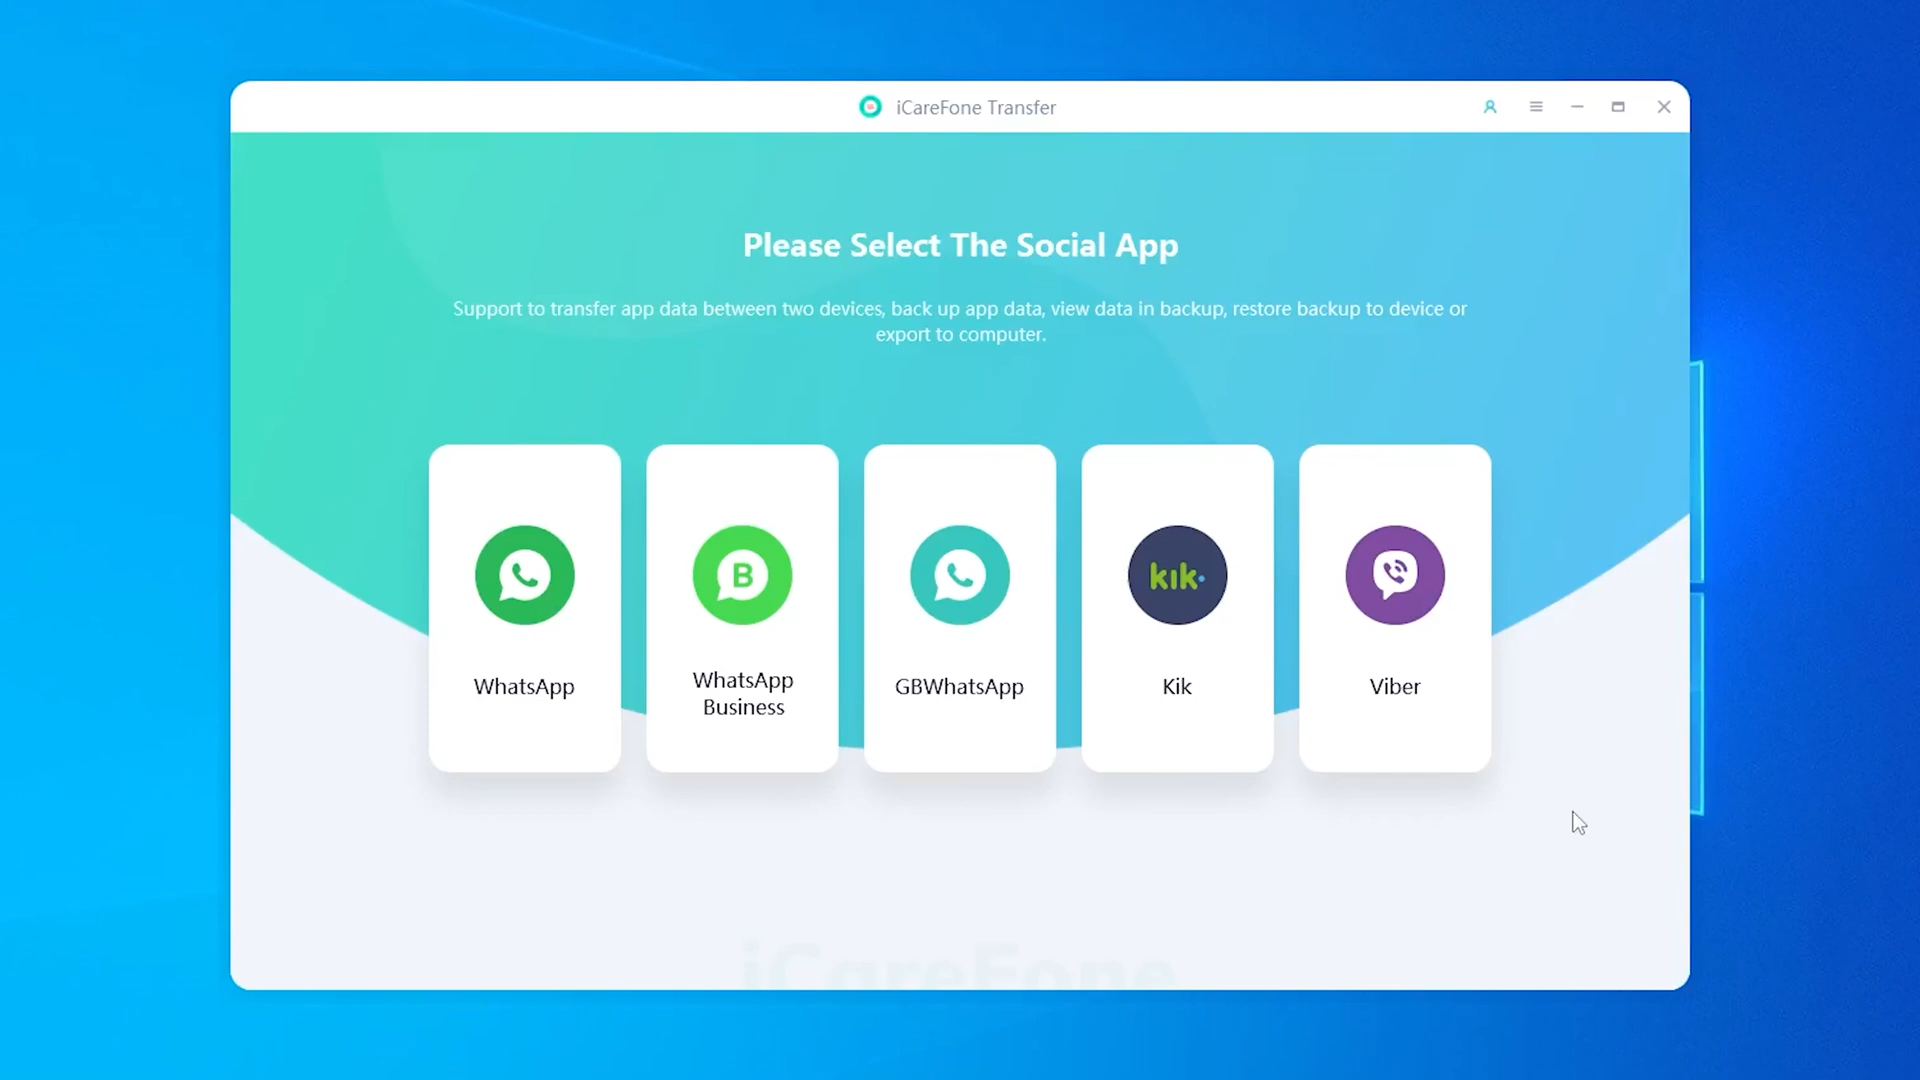 iCareFone Transfer
Please Select The Social App
Support to transfer app data between two devices, back up app data, view data in backup, restore backup to device or
export to computer.
B
kik.
WhatsApp
WhatsApp
Business
GBWhatsApp
Kik
Viber
iCareFone